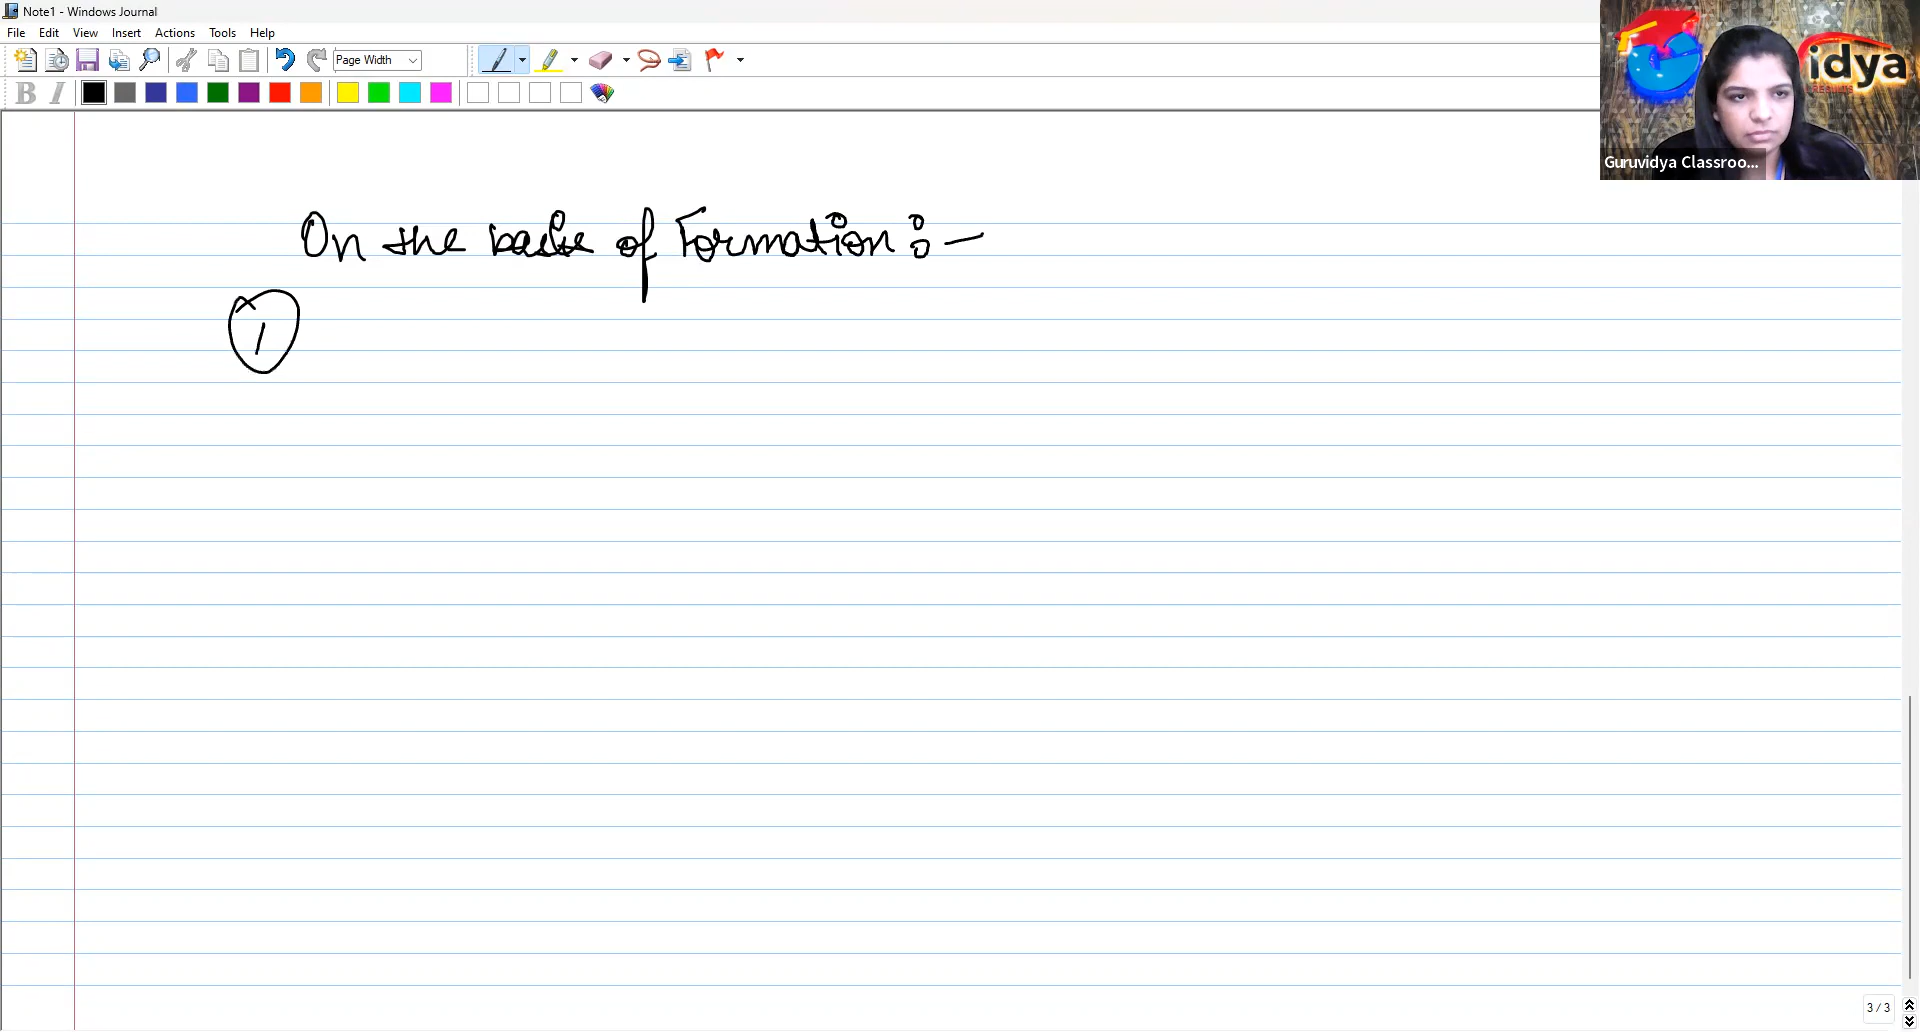 Note1 - Windows Journal
File Edit View Insert Actions Tools Help
Page Width
B I
idya
RESULTS
Guruvidya Classroo...
On the basis of Formation :-
1
3 / 3